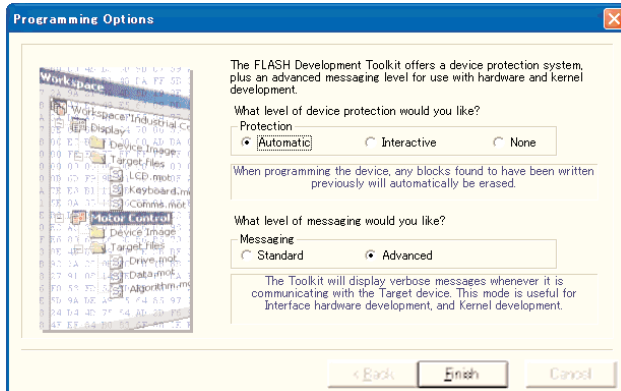 Programming Options
The FLASH Development Toolkit offers a device protection system,
plus an advanced messaging level for use with hardware and kernel
development.
What level of device protection would you like?
Protection
Automatic Interactive None
When programming the device, any blocks found to have been written
previously will automatically be erased.
What level of messaging would you like?
Messaging
Standard Advanced
The Toolkit will display verbose messages whenever it is
communicating with the Target device. This mode is useful for
Interface hardware development, and Kernel development.
Workspace
Workspace 'Industrial
Display
Device Image
Target files
LCD.mot
Keyboard.m
Comms.mot
Motor Control
Device Image
Target files
Drive.mot
Data.mot
Algorithm.m
< Back Finish Cancel